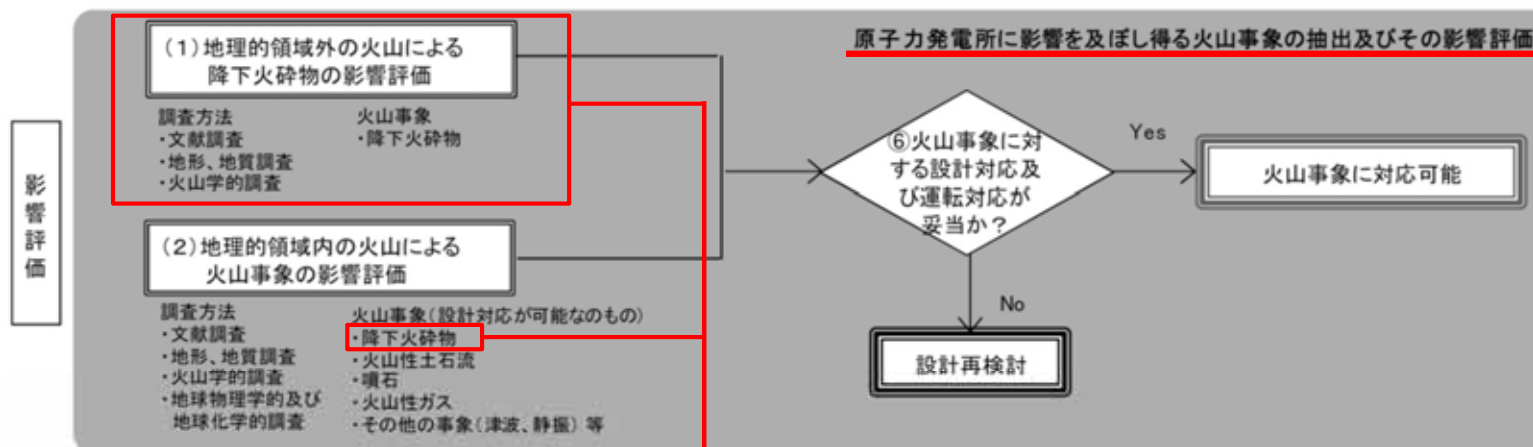 原子力発電所に影響を及ぼし得る火山事象の抽出及びその影響評価
影響評価
(1)地理的領域外の火山による
降下火砕物の影響評価
調査方法
・文献調査
・地形、地質調査
・火山学的調査
火山事象
・降下火砕物
(2)地理的領域内の火山による
火山事象の影響評価
調査方法
・文献調査
・地形、地質調査
・火山学的調査
・地球物理学的及び
地球化学的調査
火山事象(設計対応が可能なのもの)
・降下火砕物
・火山性土石流
・噴石
・火山性ガス
・その他の事象(津波、静振)等
⑥火山事象に対
する設計対応及
び運転対応が
妥当か?
Yes
火山事象に対応可能
No
設計再検討